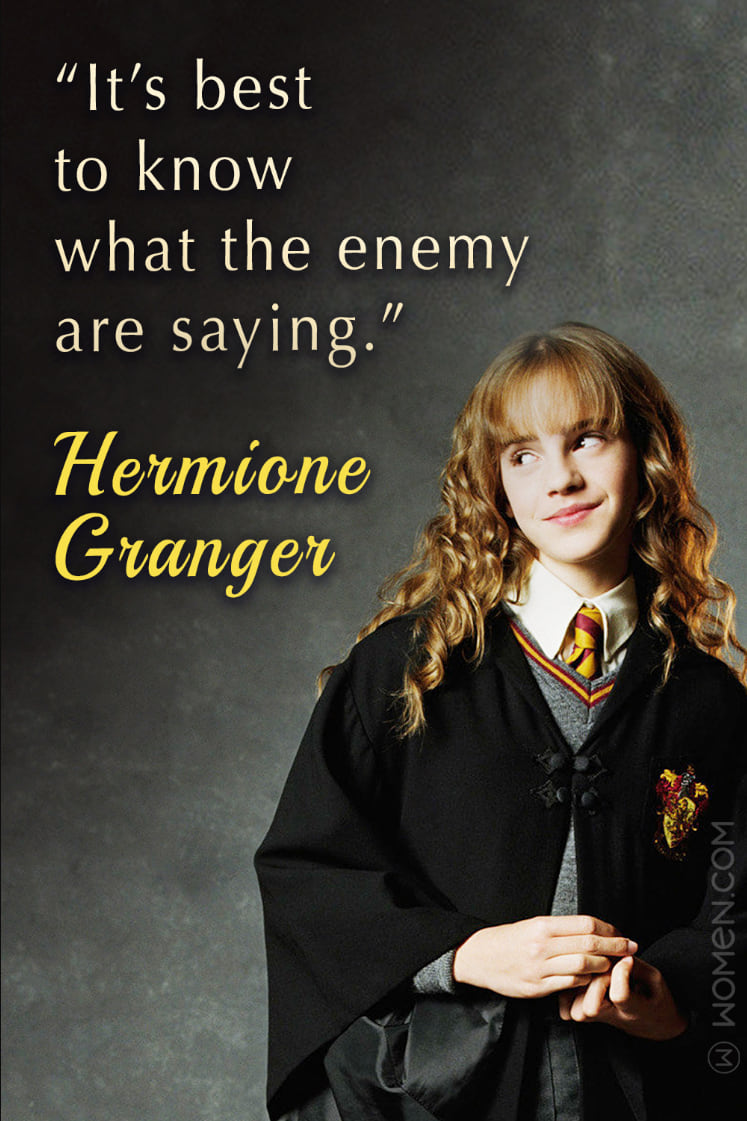 “It’s best
to know
what the enemy
are saying.”
Hermione
Granger
WOMEN.COM